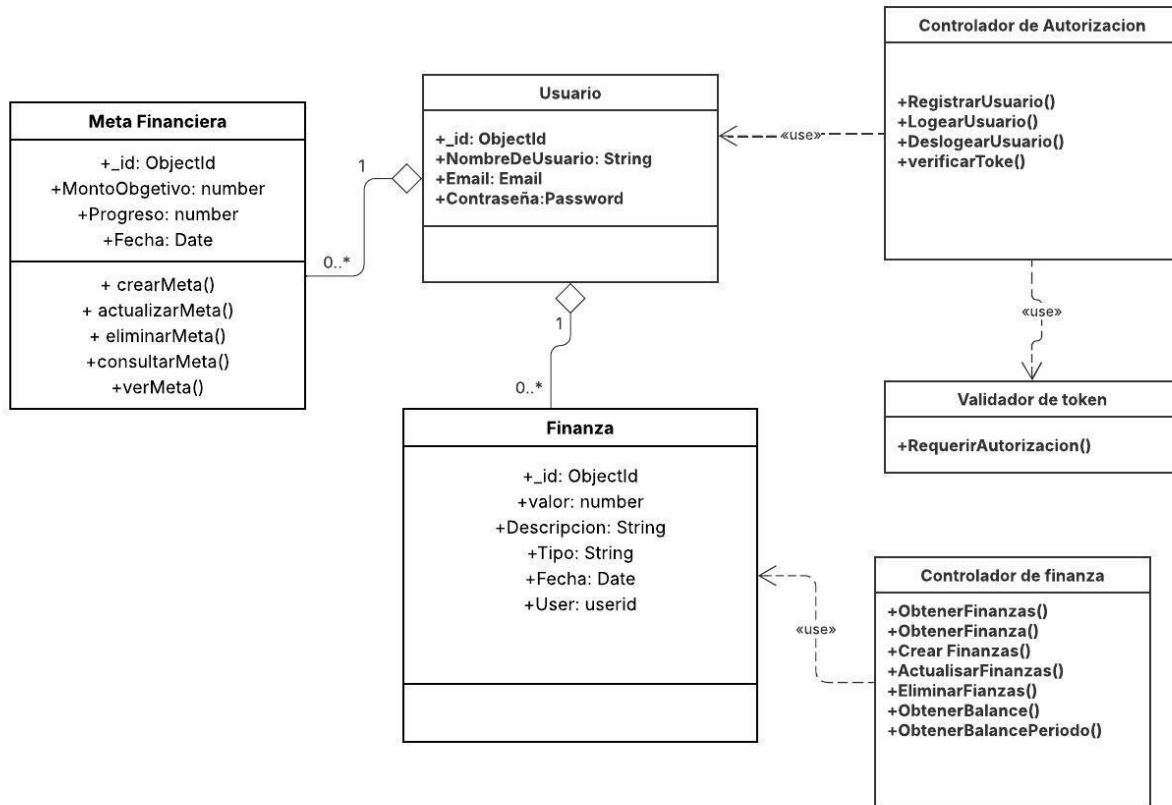 Meta Financiera
+_id: ObjectId
+MontoObgetivo: number
+Progreso: number
+Fecha: Date
+ crearMeta()
+ actualizarMeta()
+ eliminarMeta()
+consultarMeta()
+verMeta()
1
0..*
Usuario
+_id: ObjectId
+NombreDeUsuario: String
+Email: Email
+Contraseña:Password
1
0..*
Finanza
+_id: ObjectId
+valor: number
+Descripcion: String
+Tipo: String
+Fecha: Date
+User: userid
«use»
Controlador de Autorizacion
+RegistrarUsuario()
+LogearUsuario()
+DeslogearUsuario()
+verificarToke()
«use»
Validador de token
+RequerirAutorizacion()
«use»
Controlador de finanza
+ObtenerFinanzas()
+ObtenerFinanza()
+Crear Finanzas()
+ActualisarFinanzas()
+EliminarFianzas()
+ObtenerBalance()
+ObtenerBalancePeriodo()